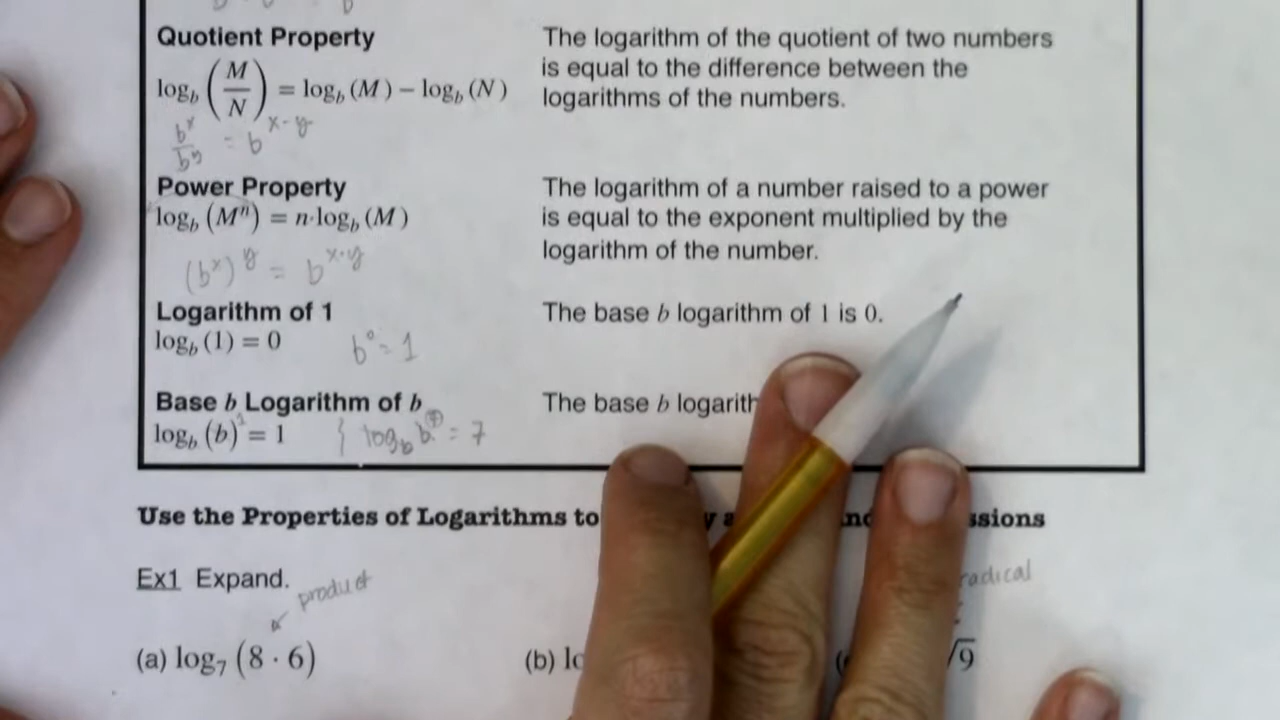 Quotient Property
log_b (M/N) = log_b (M) − log_b (N)
b^x/b^y = b^(x-y)
The logarithm of the quotient of two numbers
is equal to the difference between the
logarithms of the numbers.
Power Property
log_b (M^n) = n·log_b (M)
(b^x)^y = b^(x·y)
The logarithm of a number raised to a power
is equal to the exponent multiplied by the
logarithm of the number.
Logarithm of 1
log_b (1) = 0
b^0 = 1
The base b logarithm of 1 is 0.
Base b Logarithm of b
log_b (b)^1 = 1 { log_b b^7 = 7
The base b
Use the Properties of Logarithms to
Ex1 Expand.
product
radical
(a) log_7 (8 · 6)
(b)
√9